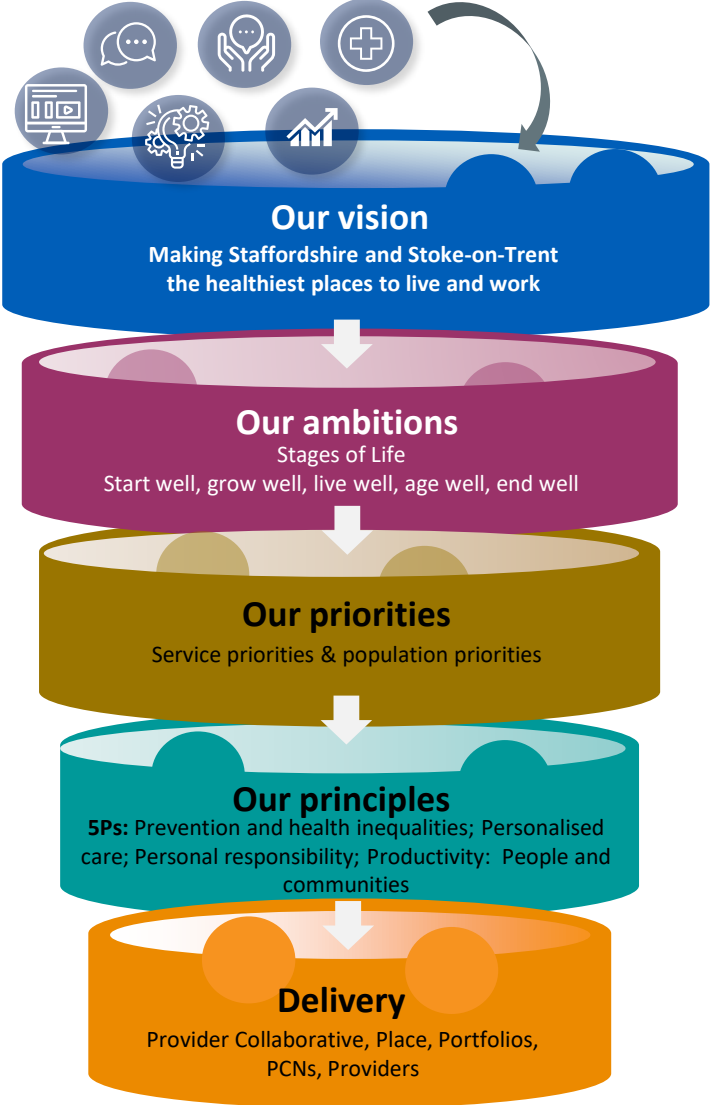 Our vision
Making Staffordshire and Stoke-on-Trent
the healthiest places to live and work
Our ambitions
Stages of Life
Start well, grow well, live well, age well, end well
Our priorities
Service priorities & population priorities
Our principles
5Ps: Prevention and health inequalities; Personalised
care; Personal responsibility; Productivity: People and
communities
Delivery
Provider Collaborative, Place, Portfolios,
PCNs, Providers